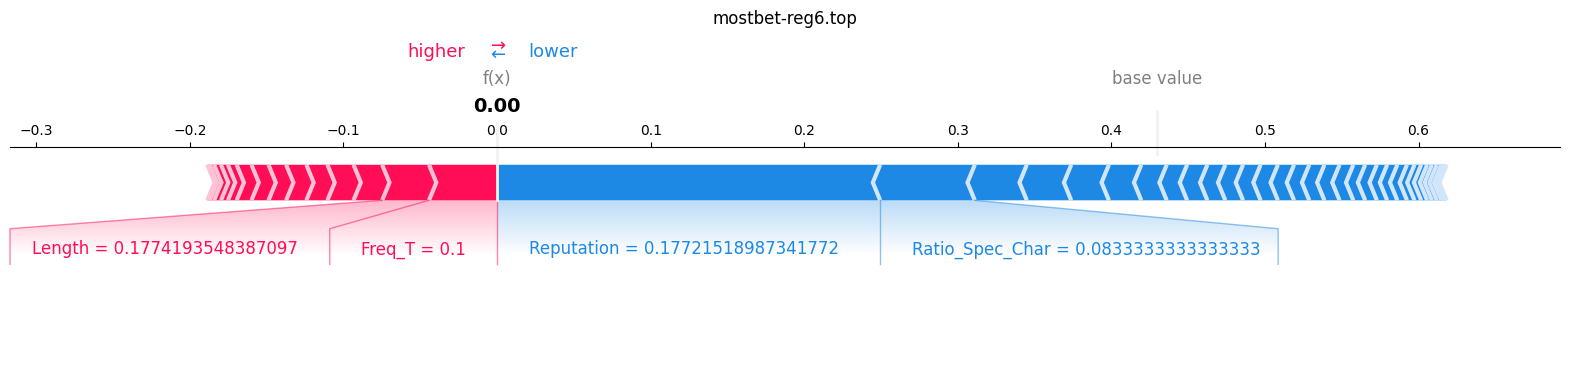 mostbet-reg6.top
higher ⇄ lower
f(x) base value
0.00
−0.3 −0.2 −0.1 0.0 0.1 0.2 0.3 0.4 0.5 0.6
Length = 0.1774193548387097 Freq_T = 0.1 Reputation = 0.17721518987341772 Ratio_Spec_Char = 0.0833333333333333